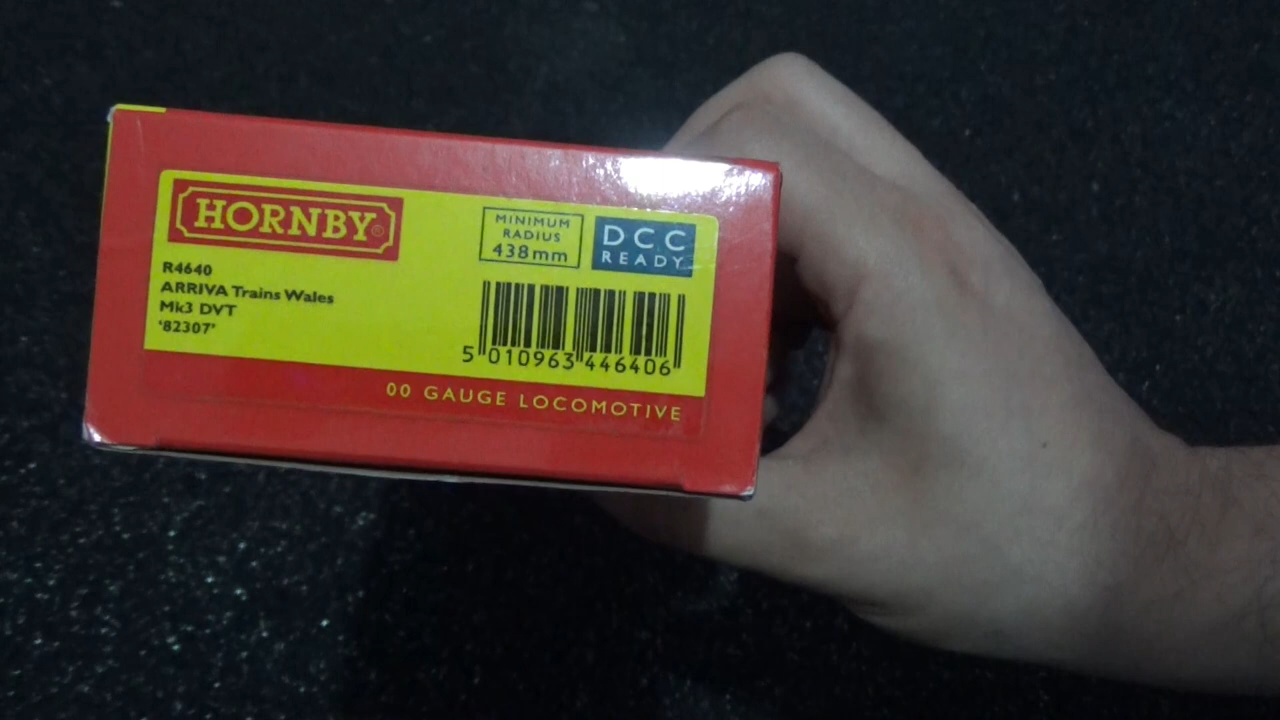 HORNBY®
MINIMUM
RADIUS
438mm
DCC
READY
R4640
ARRIVA Trains Wales
Mk3 DVT
'82307'
5 010963 446406
00 GAUGE LOCOMOTIVE